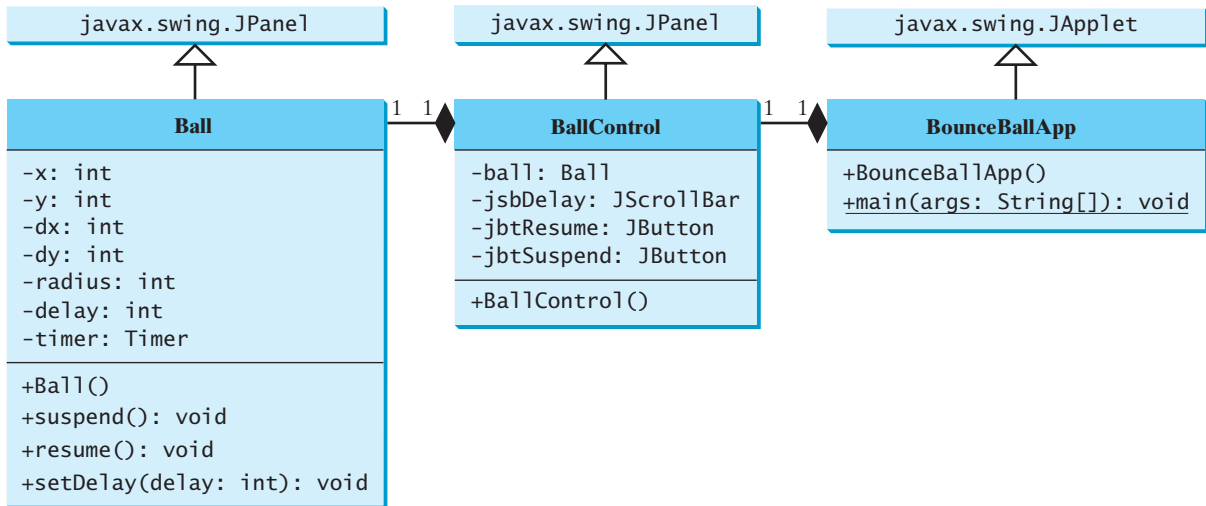 javax.swing.JPanel
Ball
-x: int
-y: int
-dx: int
-dy: int
-radius: int
-delay: int
-timer: Timer
+Ball()
+suspend(): void
+resume(): void
+setDelay(delay: int): void
1 1
javax.swing.JPanel
BallControl
-ball: Ball
-jsbDelay: JScrollBar
-jbtResume: JButton
-jbtSuspend: JButton
+BallControl()
1 1
javax.swing.JApplet
BounceBallApp
+BounceBallApp()
+main(args: String[]): void